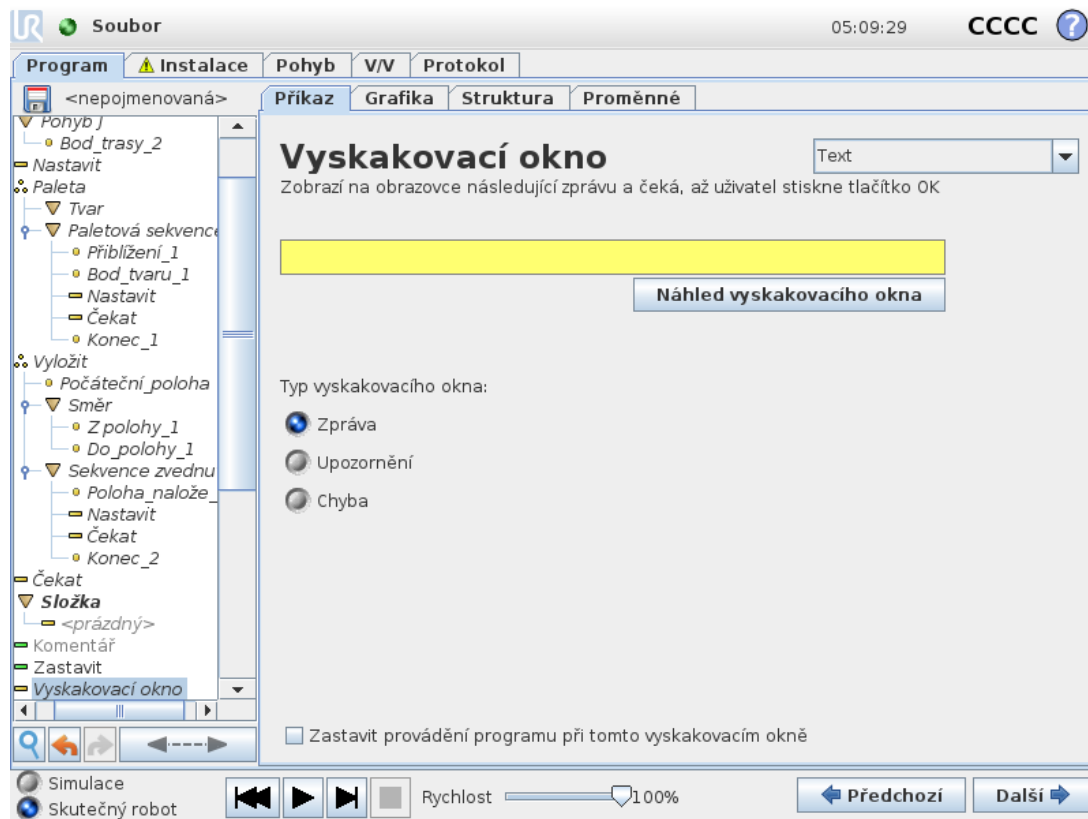 UR Soubor 05:09:29 CCCC ?
Program Instalace Pohyb V/V Protokol
<nepojmenovaná> Příkaz Grafika Struktura Proměnné
Pohyb J
Bod_trasy_2
Nastavit
Paleta
Tvar
Paletová sekvence
Přiblížení_1
Bod_tvaru_1
Nastavit
Čekat
Konec_1
Vyložit
Počáteční_poloha
Směr
Z polohy_1
Do_polohy_1
Sekvence zvednu
Poloha_nalože_
Nastavit
Čekat
Konec_2
Čekat
Složka
<prázdný>
Komentář
Zastavit
Vyskakovací okno
Vyskakovací okno
Text
Zobrazí na obrazovce následující zprávu a čeká, až uživatel stiskne tlačítko OK
Náhled vyskakovacího okna
Typ vyskakovacího okna:
Zpráva
Upozornění
Chyba
Zastavit provádění programu při tomto vyskakovacím okně
Simulace
Skutečný robot
Rychlost 100%
Předchozí
Další